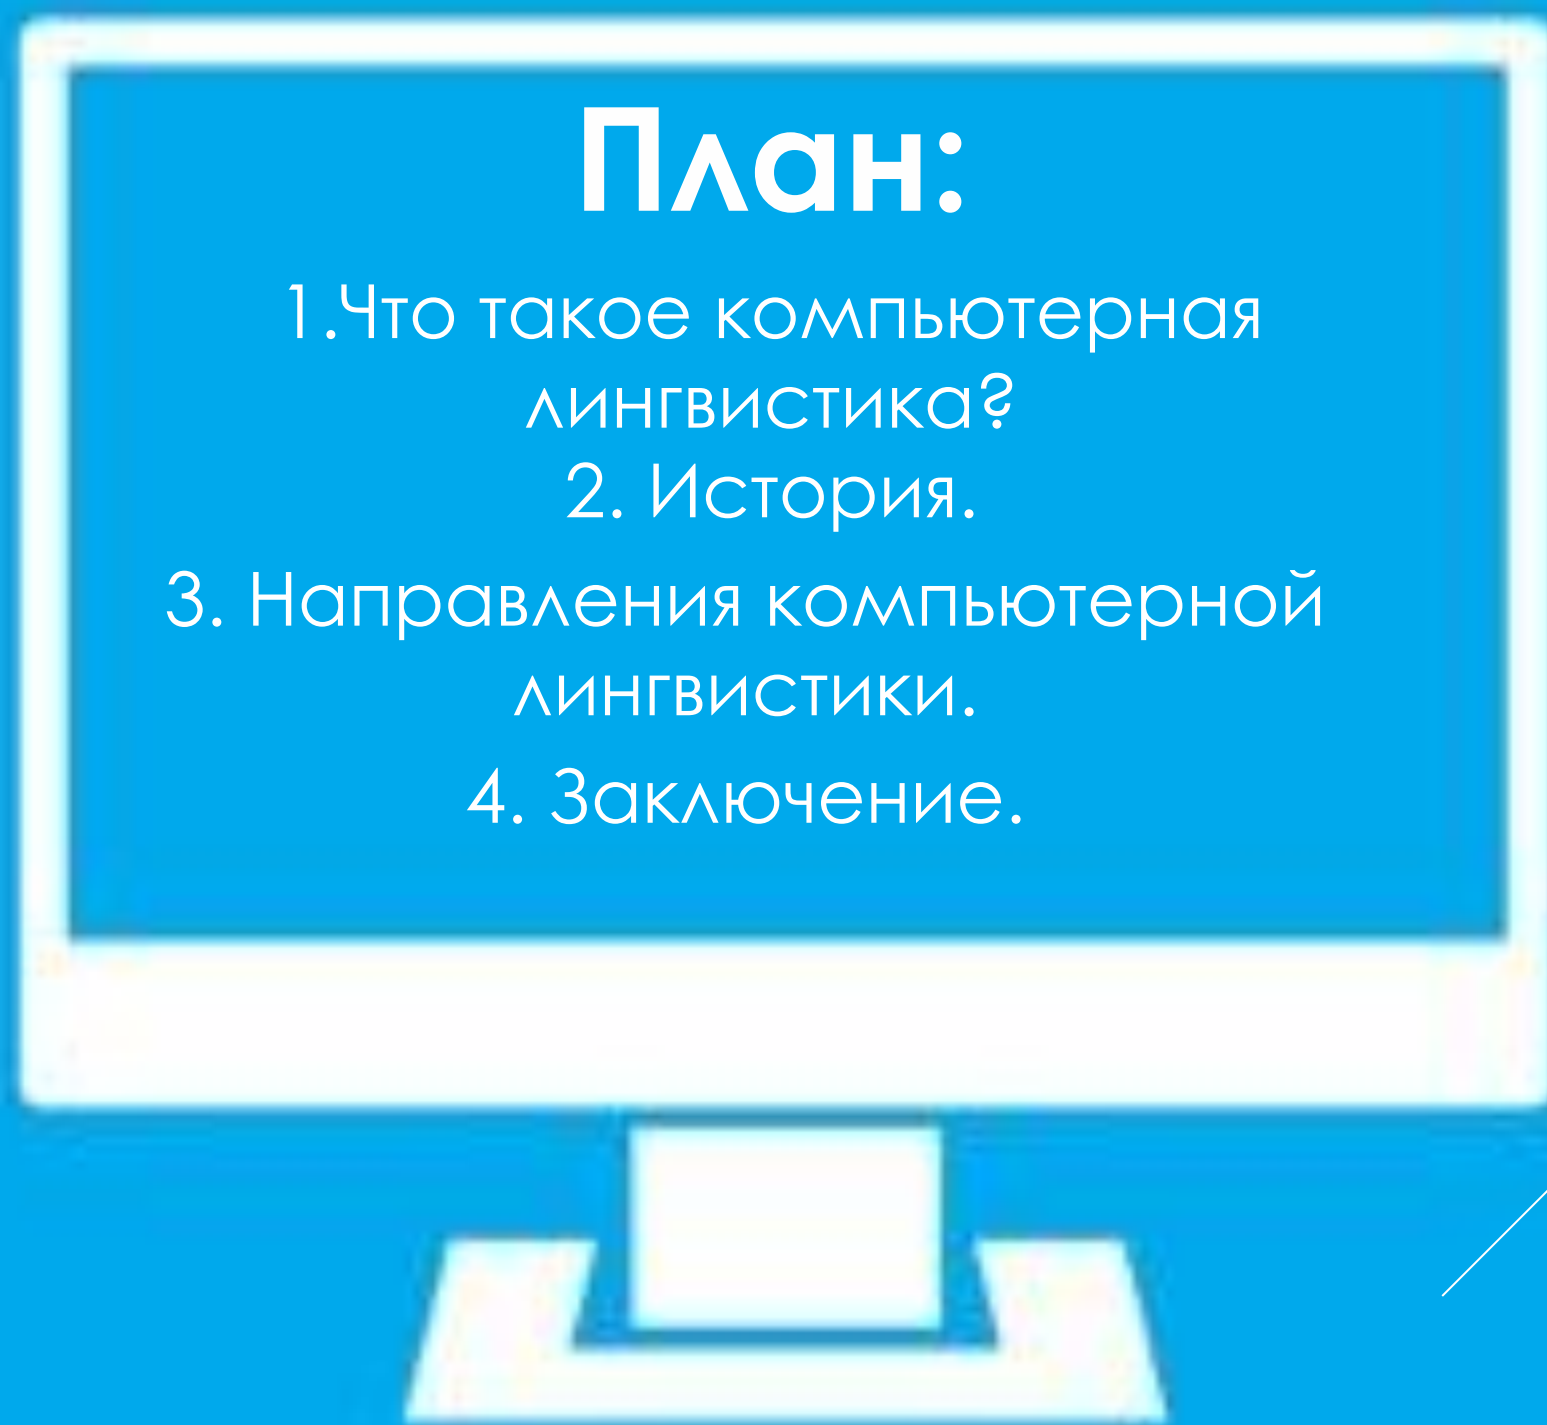 План:
1.Что такое компьютерная
лингвистика?
2. История.
3. Направления компьютерной
лингвистики.
4. Заключение.